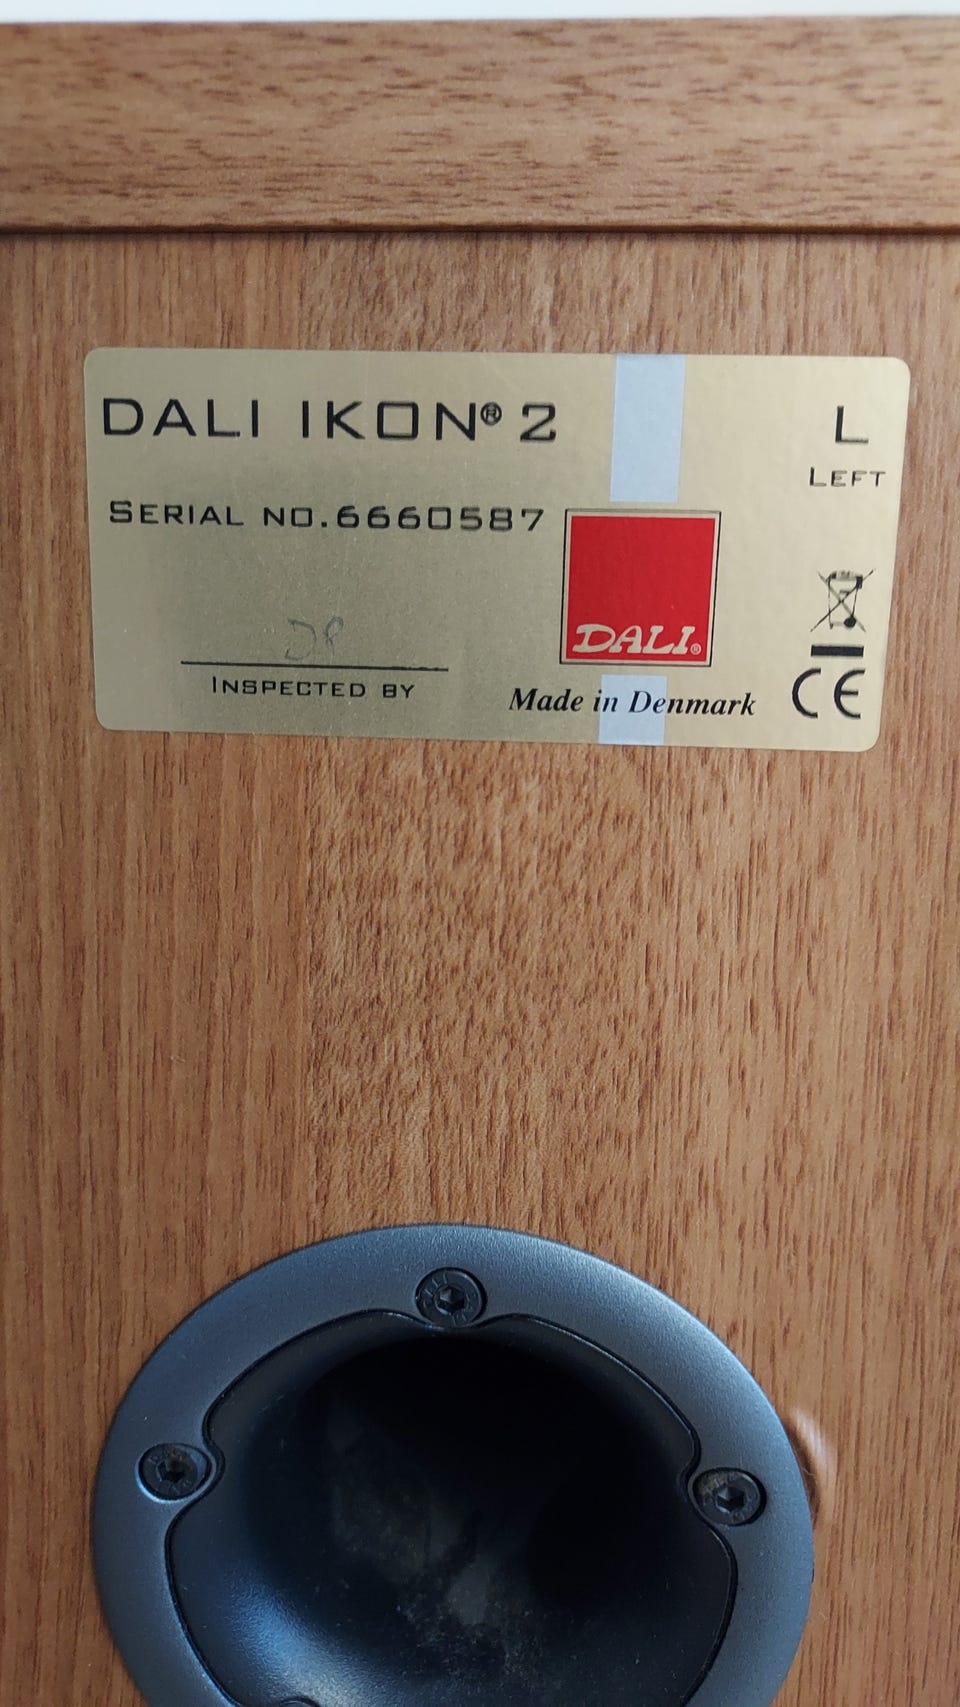 DALI IKON® 2
L
LEFT
SERIAL NO.6660587
DALI®
INSPECTED BY
Made in Denmark
CE